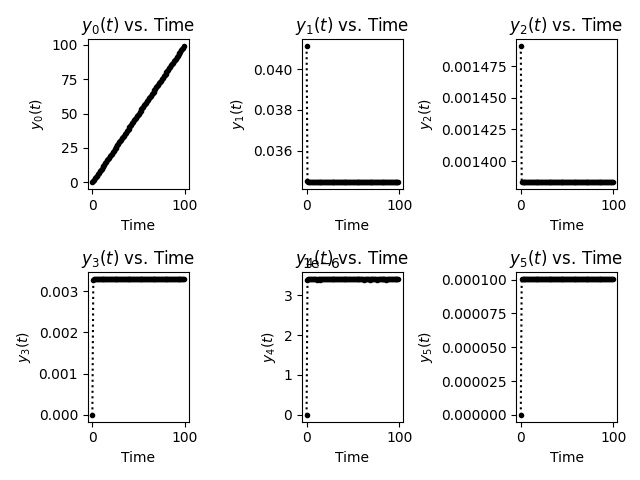 $y_0(t)$ vs. Time
100
75
50
25
0
0
100
$y_0(t)$
Time
$y_1(t)$ vs. Time
0.040
0.038
0.036
0
100
$y_1(t)$
Time
$y_2(t)$ vs. Time
0.001475
0.001450
0.001425
0.001400
0
100
$y_2(t)$
Time
$y_3(t)$ vs. Time
0.003
0.002
0.001
0.000
0
100
$y_3(t)$
Time
$y_4(t)$ vs. Time
1e−6
3
2
1
0
0
100
$y_4(t)$
Time
$y_5(t)$ vs. Time
0.000100
0.000075
0.000050
0.000025
0.000000
0
100
$y_5(t)$
Time